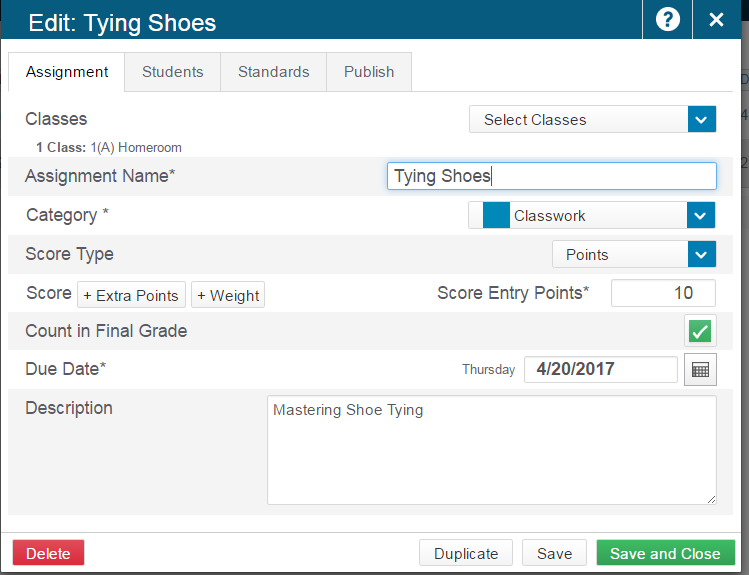 Edit: Tying Shoes ? ×
Assignment Students Standards Publish
Classes Select Classes
1 Class: 1(A) Homeroom
Assignment Name* Tying Shoes
Category * Classwork
Score Type Points
Score + Extra Points + Weight Score Entry Points* 10
Count in Final Grade
Due Date* Thursday 4/20/2017
Description Mastering Shoe Tying
Delete Duplicate Save Save and Close
D
4
2